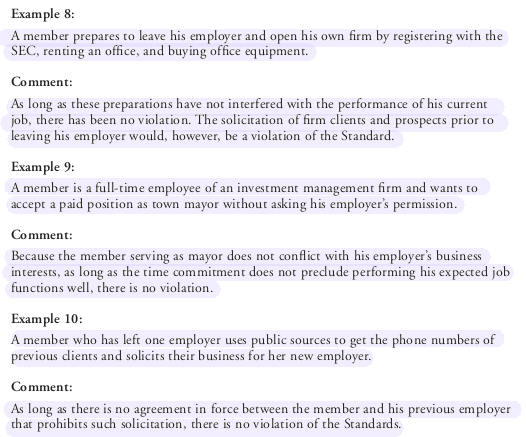 Example 8:
A member prepares to leave his employer and open his own firm by registering with the
SEC, renting an office, and buying office equipment.
Comment:
As long as these preparations have not interfered with the performance of his current
job, there has been no violation. The solicitation of firm clients and prospects prior to
leaving his employer would, however, be a violation of the Standard.
Example 9:
A member is a full-time employee of an investment management firm and wants to
accept a paid position as town mayor without asking his employer's permission.
Comment:
Because the member serving as mayor does not conflict with his employer's business
interests, as long as the time commitment does not preclude performing his expected job
functions well, there is no violation.
Example 10:
A member who has left one employer uses public sources to get the phone numbers of
previous clients and solicits their business for her new employer.
Comment:
As long as there is no agreement in force between the member and his previous employer
that prohibits such solicitation, there is no violation of the Standards.